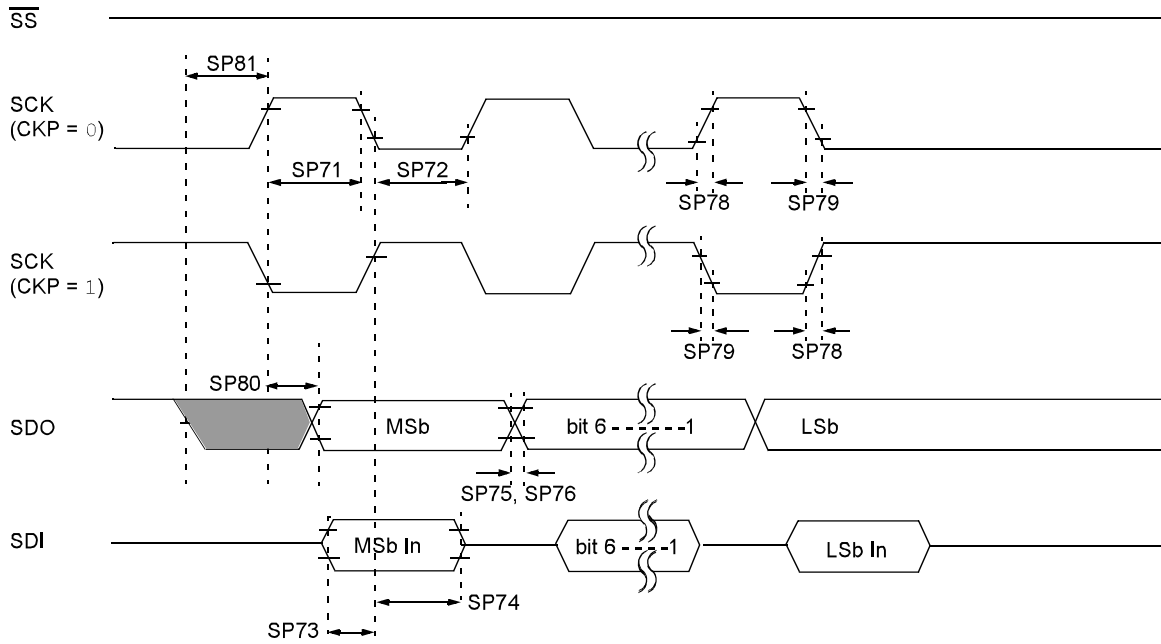 SS
SP81
SCK
(CKP = 0)
SP71
SP72
SP78
SP79
SCK
(CKP = 1)
SP79
SP78
SP80
SDO
MSb
bit 6 - - - - - -1
LSb
SP75, SP76
SDI
MSb In
bit 6 - - - - - -1
LSb In
SP74
SP73